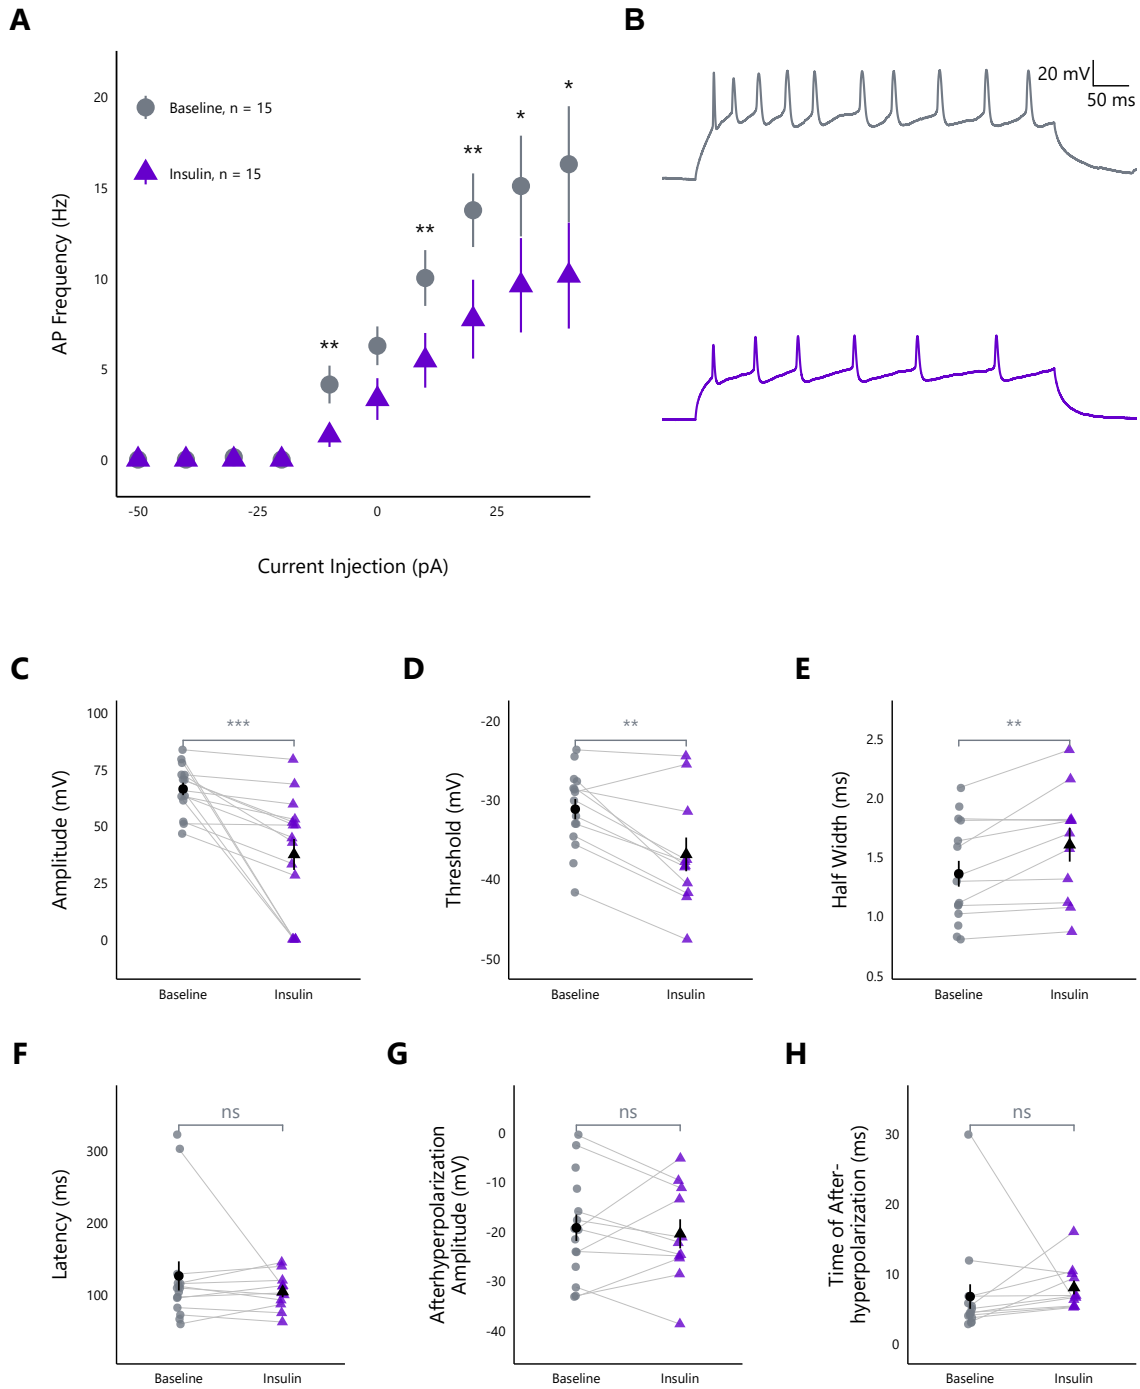 A
B
20
15
10
5
0
AP Frequency (Hz)
Baseline, n = 15
Insulin, n = 15
**
**
**
*
*
-50
-25
0
25
Current Injection (pA)
20 mV
50 ms
C
100
75
50
25
0
Amplitude (mV)
***
Baseline
Insulin
D
-20
-30
-40
-50
Threshold (mV)
**
Baseline
Insulin
E
2.5
2.0
1.5
1.0
0.5
Half Width (ms)
**
Baseline
Insulin
F
300
200
100
Latency (ms)
ns
Baseline
Insulin
G
0
-10
-20
-30
-40
Afterhyperpolarization
Amplitude (mV)
ns
Baseline
Insulin
H
30
20
10
0
Time of After-
hyperpolarization (ms)
ns
Baseline
Insulin